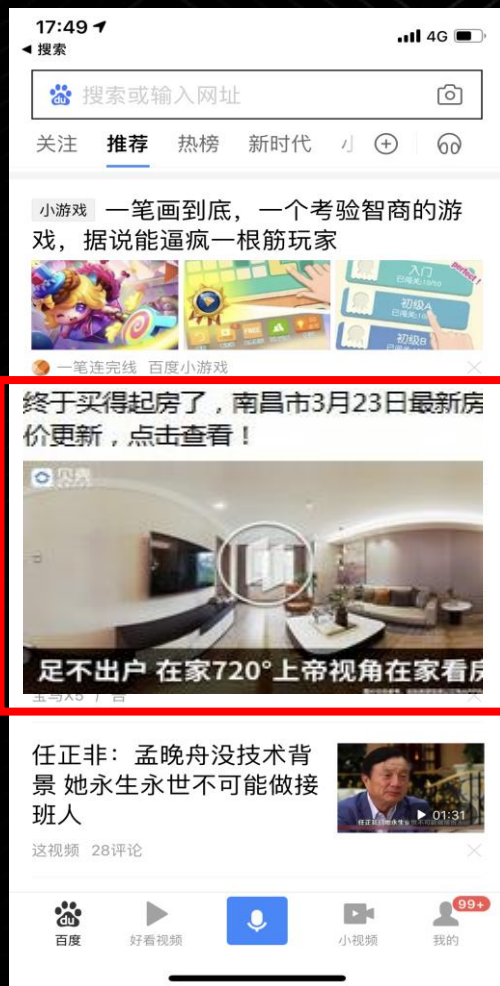 17:49
4G
搜索
搜索或输入网址
关注 推荐 热榜 新时代
小游戏 一笔画到底，一个考验智商的游
戏，据说能逼疯一根筋玩家
入门
已闯关:10/60
perfect!
初级A
初级B
一笔连完线 百度小游戏
终于买得起房了，南昌市3月23日最新房
价更新，点击查看！
贝壳
足不出户 在家720°上帝视角在家看房
任正非：孟晚舟没技术背
景 她永生永世不可能做接
班人
01:31
这视频 28评论
99+
百度 好看视频 小视频 我的